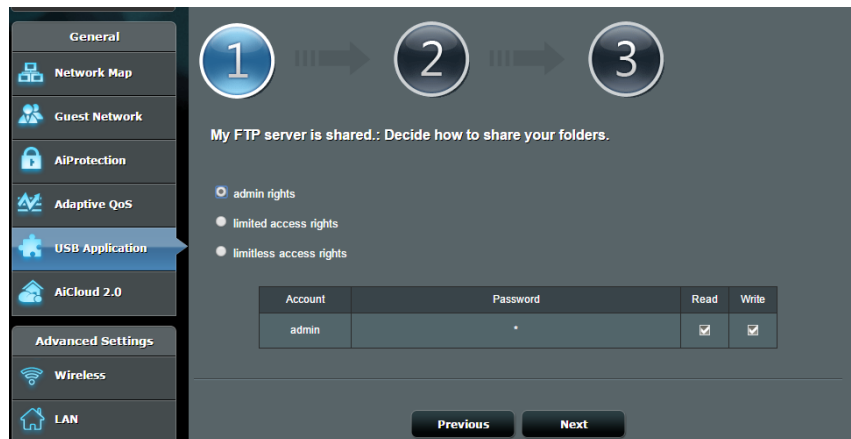 General
Network Map
Guest Network
AiProtection
Adaptive QoS
USB Application
AiCloud 2.0
Advanced Settings
Wireless
LAN
1 2 3
My FTP server is shared.: Decide how to share your folders.
admin rights
limited access rights
limitless access rights
Account Password Read Write
admin *
Previous Next